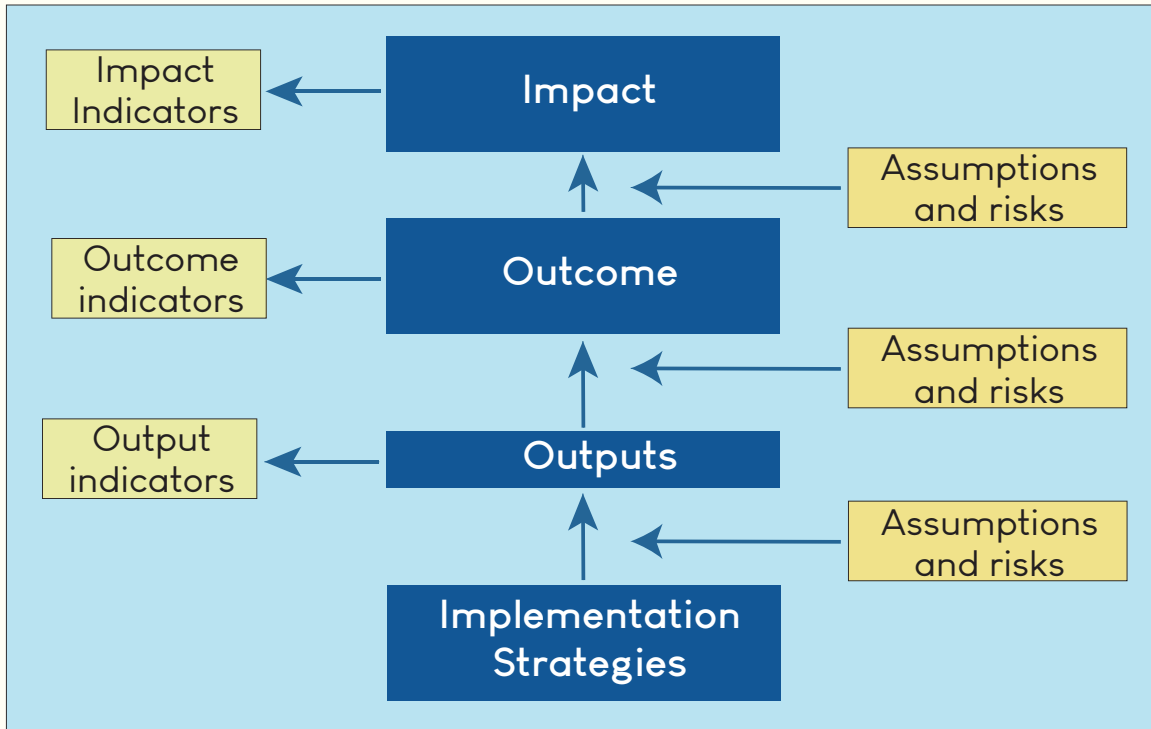 Impact
Indicators
Impact
Assumptions
and risks
Outcome
indicators
Outcome
Assumptions
and risks
Output
indicators
Outputs
Assumptions
and risks
Implementation
Strategies